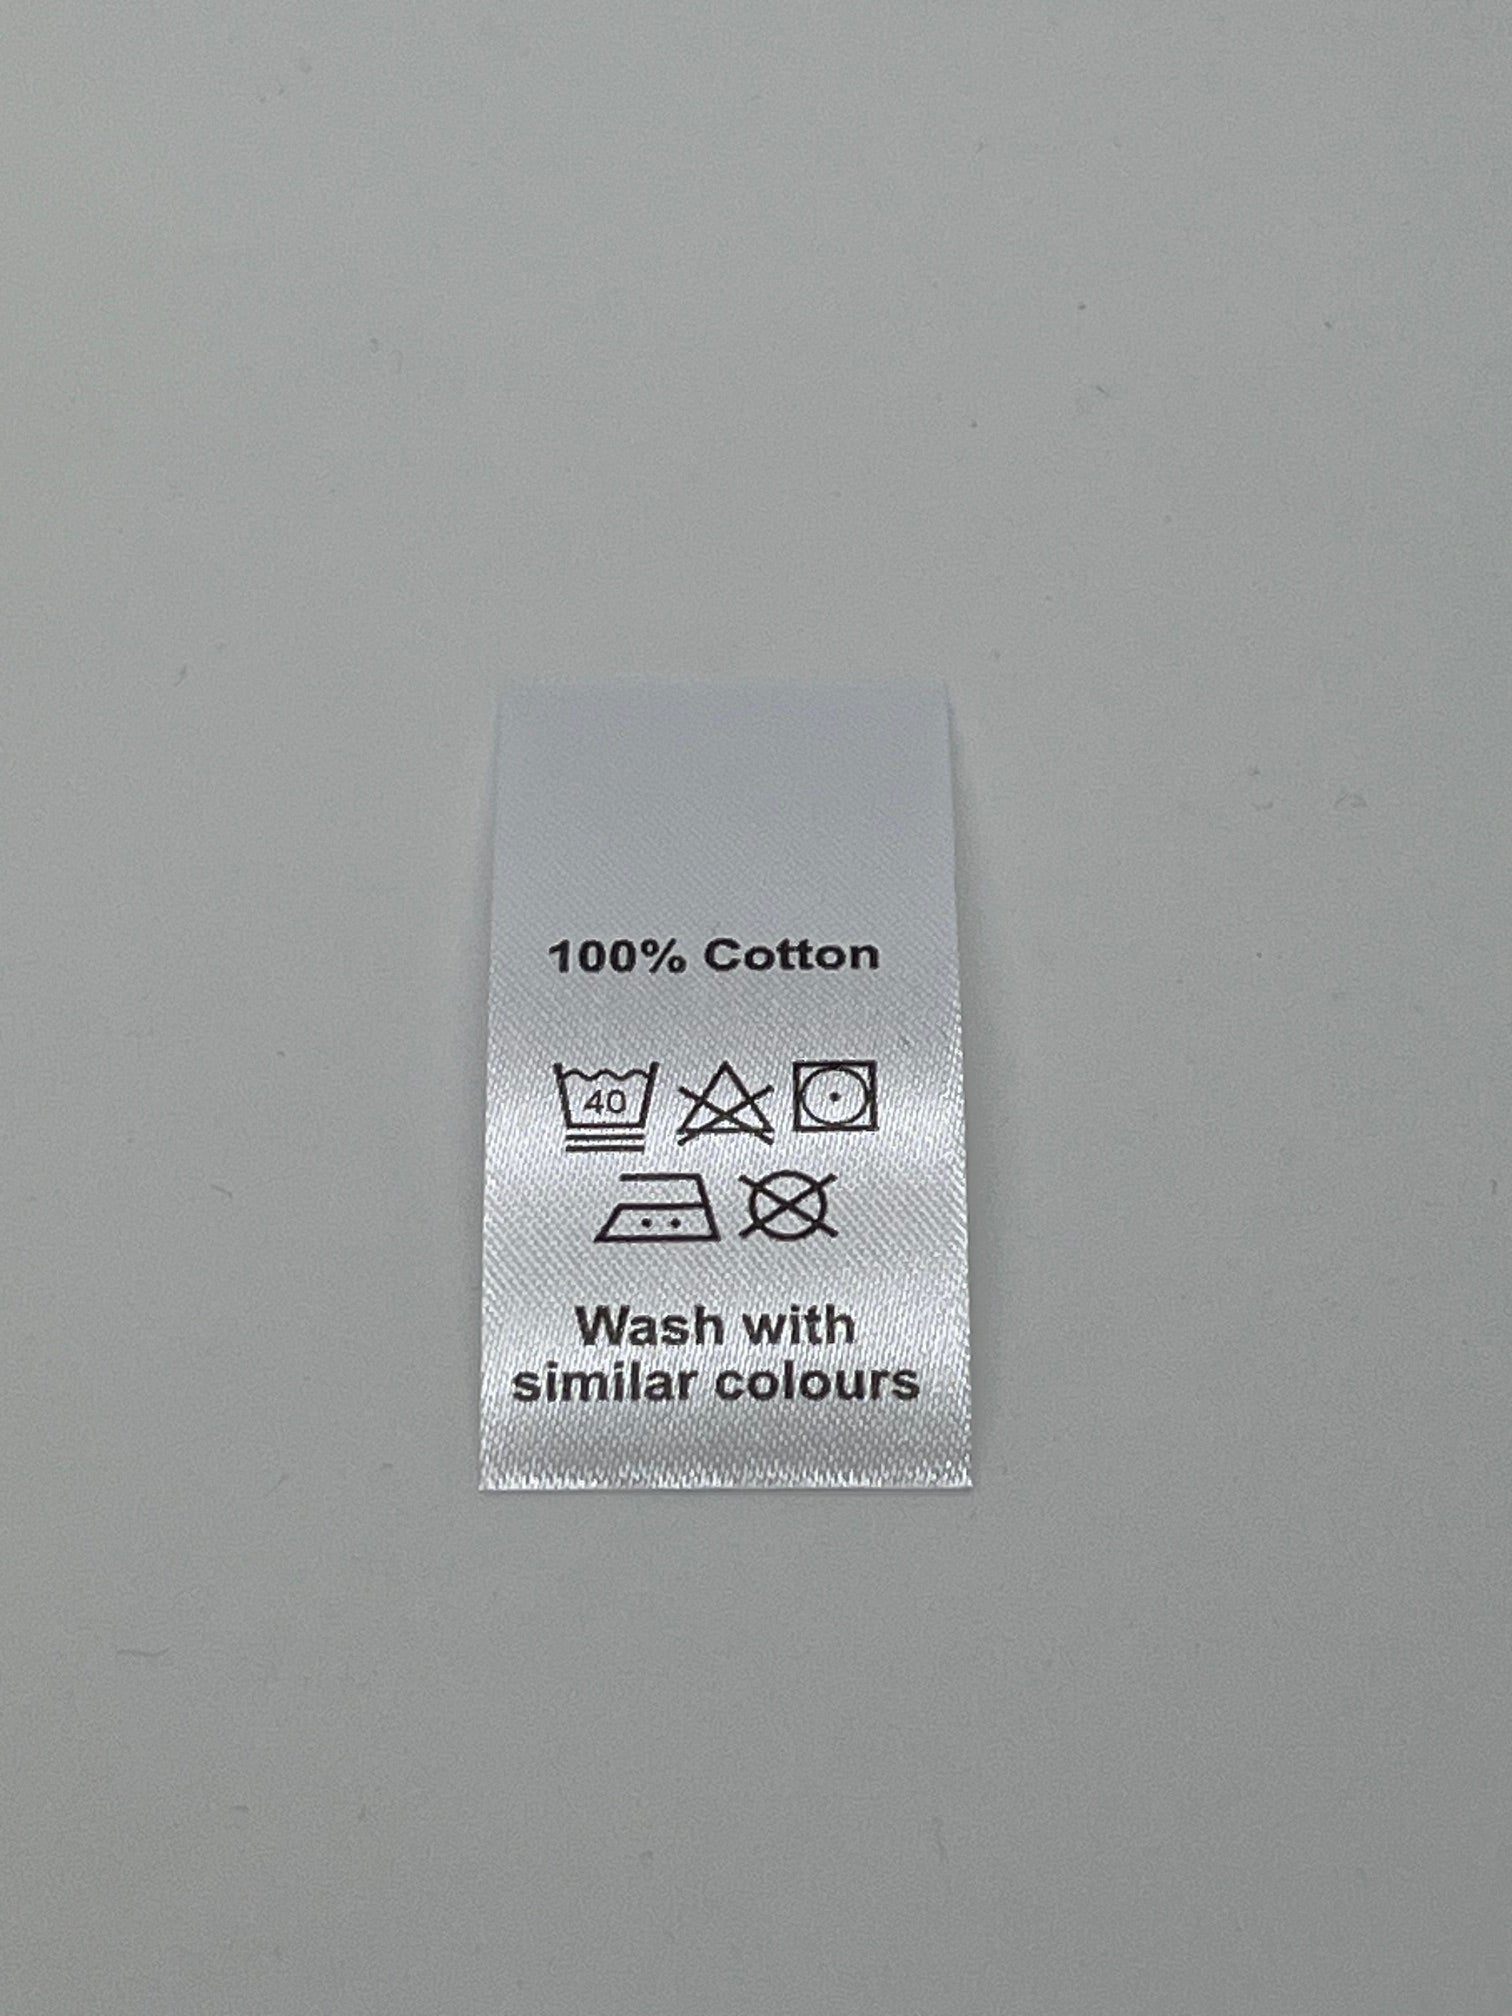 100% Cotton
40
Wash with
similar colours